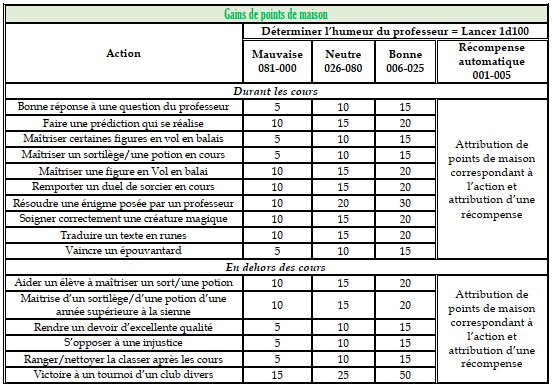 Gains de points de maison
Déterminer l'humeur du professeur = Lancer 1d100
Action
Mauvaise
081-000
Neutre
026-080
Bonne
006-025
Récompense
automatique
001-005
Durant les cours
Bonne réponse à une question du professeur 5 10 15
Faire une prédiction qui se réalise 10 15 20
Maîtriser certaines figures en vol en balais 5 10 15
Maîtriser un sortilège/une potion en cours 5 10 15
Maîtriser une figure en Vol en balai 10 15 20
Remporter un duel de sorcier en cours 10 15 20
Résoudre une énigme posée par un professeur 10 20 30
Soigner correctement une créature magique 10 15 20
Traduire un texte en runes 10 15 20
Vaincre un épouvantard 5 10 15
Attribution de
points de maison
correspondant à
l'action et
attribution d'une
récompense
En dehors des cours
Aider un élève à maîtriser un sort/une potion 10 15 20
Maitrise d'un sortilège/d'une potion d'une
année supérieure à la sienne 10 15 20
Rendre un devoir d'excellente qualité 5 10 15
S'opposer à une injustice 5 10 15
Ranger/nettoyer la classer après les cours 5 10 15
Victoire à un tournoi d'un club divers 15 25 50
Attribution de
points de maison
correspondant à
l'action et
attribution d'une
récompense